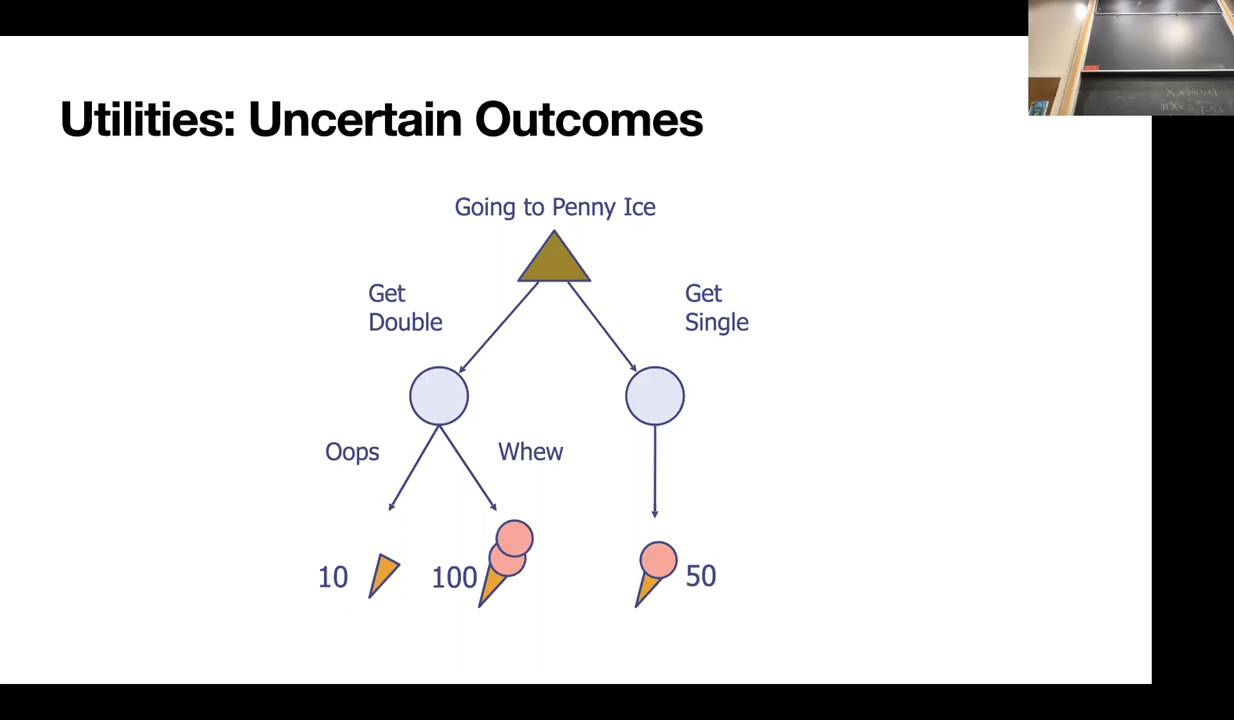 Utilities: Uncertain Outcomes
Going to Penny Ice
Get
Double
Get
Single
Oops
Whew
10
100
50